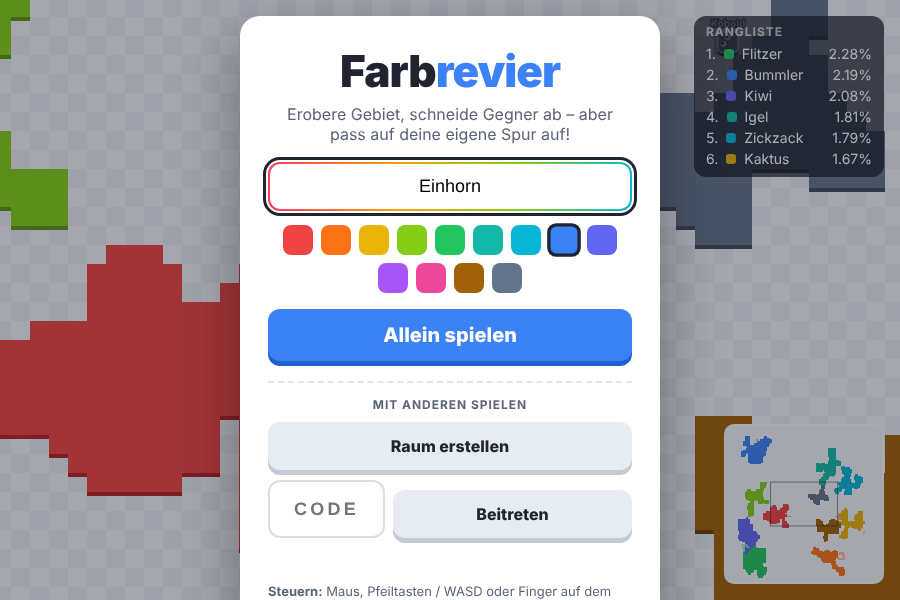 Farbrevier
Erobere Gebiet, schneide Gegner ab – aber
pass auf deine eigene Spur auf!
Einhorn
Allein spielen
MIT ANDEREN SPIELEN
Raum erstellen
CODE
Beitreten
Steuern: Maus, Pfeiltasten / WASD oder Finger auf dem
RANGLISTE
1. Flitzer 2.28%
2. Bummler 2.19%
3. Kiwi 2.08%
4. Igel 1.81%
5. Zickzack 1.79%
6. Kaktus 1.67%